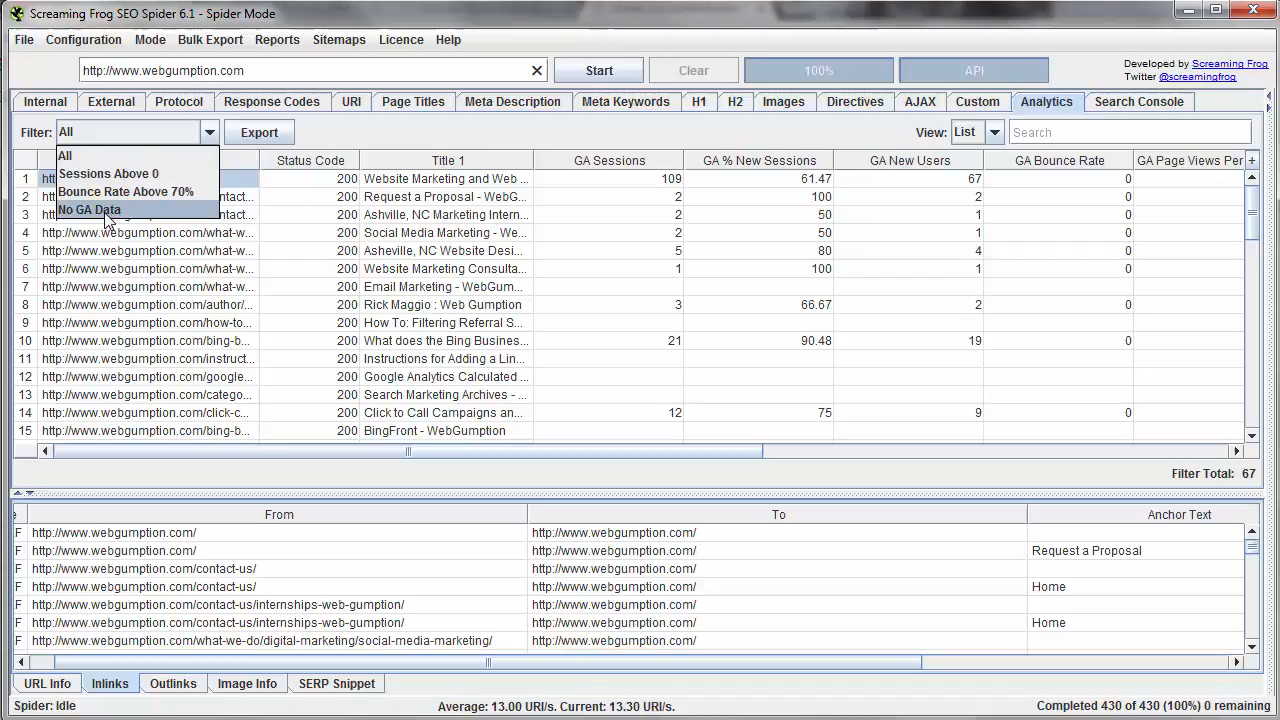 Screaming Frog SEO Spider 6.1 - Spider Mode
File Configuration Mode Bulk Export Reports Sitemaps Licence Help
http://www.webgumption.com Start Clear 100% API
Developed by Screaming Frog
Twitter @screamingfrog
Internal External Protocol Response Codes URI Page Titles Meta Description Meta Keywords H1 H2 Images Directives AJAX Custom Analytics Search Console
Filter: All Export View: List Search
All
Sessions Above 0
Bounce Rate Above 70%
No GA Data
Status Code Title 1 GA Sessions GA % New Sessions GA New Users GA Bounce Rate GA Page Views Per +
1 htt 200 Website Marketing and Web ... 109 61.47 67 0
2 ontact... 200 Request a Proposal - WebG... 2 100 2 0
3 ontact... 200 Ashville, NC Marketing Intern... 2 50 1 0
4 http://www.webgumption.com/what-w... 200 Social Media Marketing - We... 2 50 1 0
5 http://www.webgumption.com/what-w... 200 Asheville, NC Website Desi... 5 80 4 0
6 http://www.webgumption.com/what-w... 200 Website Marketing Consulta... 1 100 1 0
7 http://www.webgumption.com/what-w... 200 Email Marketing - WebGum...
8 http://www.webgumption.com/author/... 200 Rick Maggio : Web Gumption 3 66.67 2 0
9 http://www.webgumption.com/how-to... 200 How To: Filtering Referral S...
10 http://www.webgumption.com/bing-b... 200 What does the Bing Busines... 21 90.48 19 0
11 http://www.webgumption.com/instruct... 200 Instructions for Adding a Lin...
12 http://www.webgumption.com/google... 200 Google Analytics Calculated ...
13 http://www.webgumption.com/catego... 200 Search Marketing Archives - ...
14 http://www.webgumption.com/click-c... 200 Click to Call Campaigns an... 12 75 9 0
15 http://www.webgumption.com/bing-b... 200 BingFront - WebGumption
Filter Total: 67
From To Anchor Text
F http://www.webgumption.com/ http://www.webgumption.com/
F http://www.webgumption.com/ http://www.webgumption.com/ Request a Proposal
F http://www.webgumption.com/contact-us/ http://www.webgumption.com/
F http://www.webgumption.com/contact-us/ http://www.webgumption.com/ Home
F http://www.webgumption.com/contact-us/internships-web-gumption/ http://www.webgumption.com/
F http://www.webgumption.com/contact-us/internships-web-gumption/ http://www.webgumption.com/ Home
F http://www.webgumption.com/what-we-do/digital-marketing/social-media-marketing/ http://www.webgumption.com/
URL Info Inlinks Outlinks Image Info SERP Snippet
Spider: Idle Average: 13.00 URI/s. Current: 13.30 URI/s. Completed 430 of 430 (100%) 0 remaining